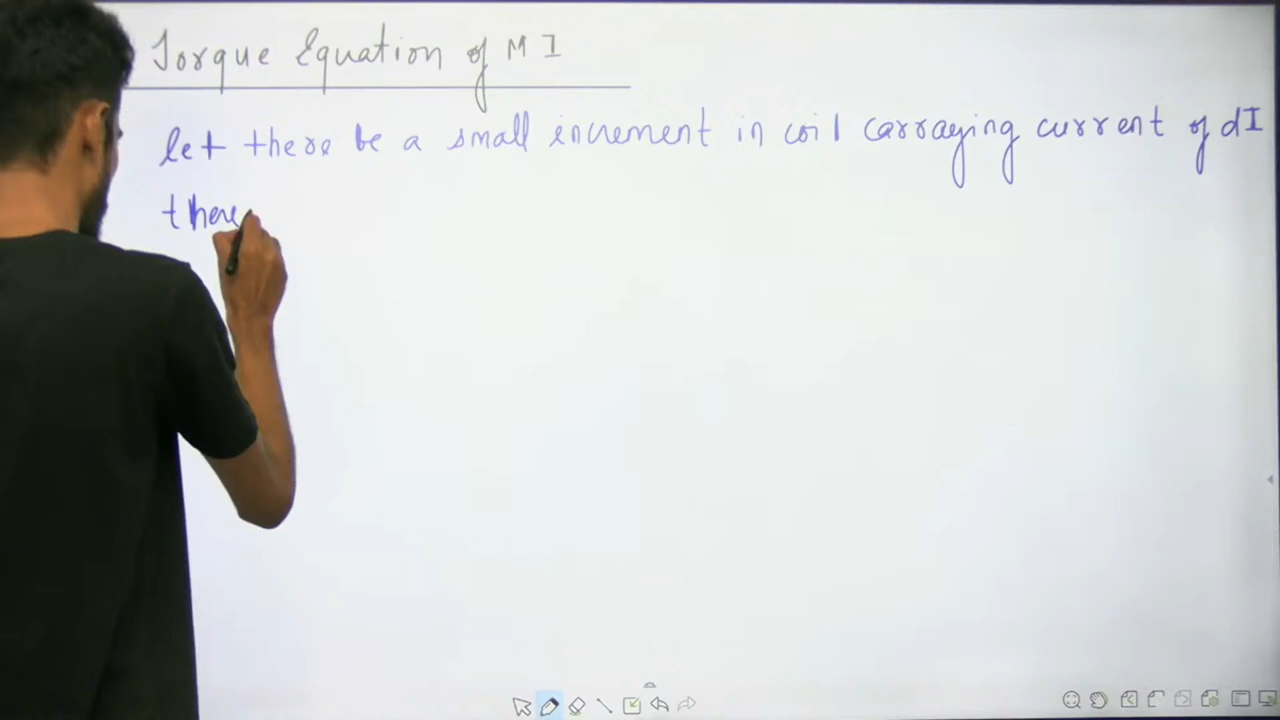 Torque Equation of M I
let there be a small increment in coil carraying current of dI
there